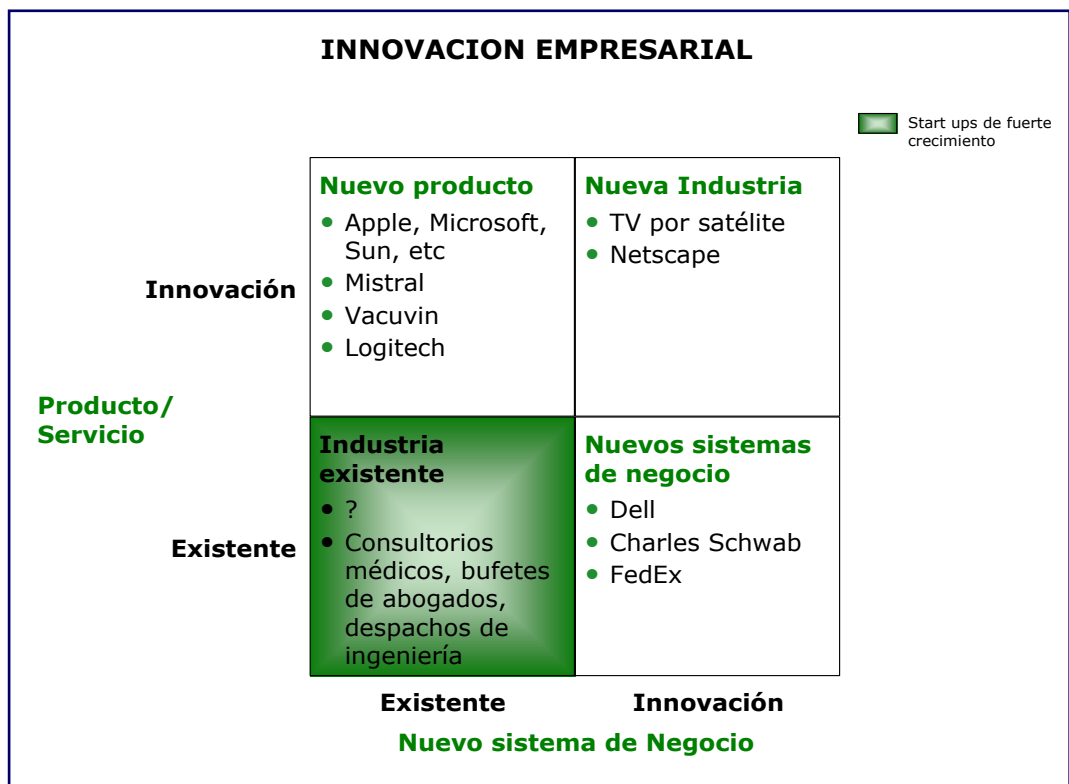 INNOVACION EMPRESARIAL
Start ups de fuerte
crecimiento
Nuevo producto
• Apple, Microsoft,
Sun, etc
• Mistral
• Vacuvin
• Logitech
Nueva Industria
• TV por satélite
• Netscape
Innovación
Producto/
Servicio
Industria
existente
• ?
• Consultorios
médicos, bufetes
de abogados,
despachos de
ingeniería
Nuevos sistemas
de negocio
• Dell
• Charles Schwab
• FedEx
Existente
Existente
Innovación
Nuevo sistema de Negocio